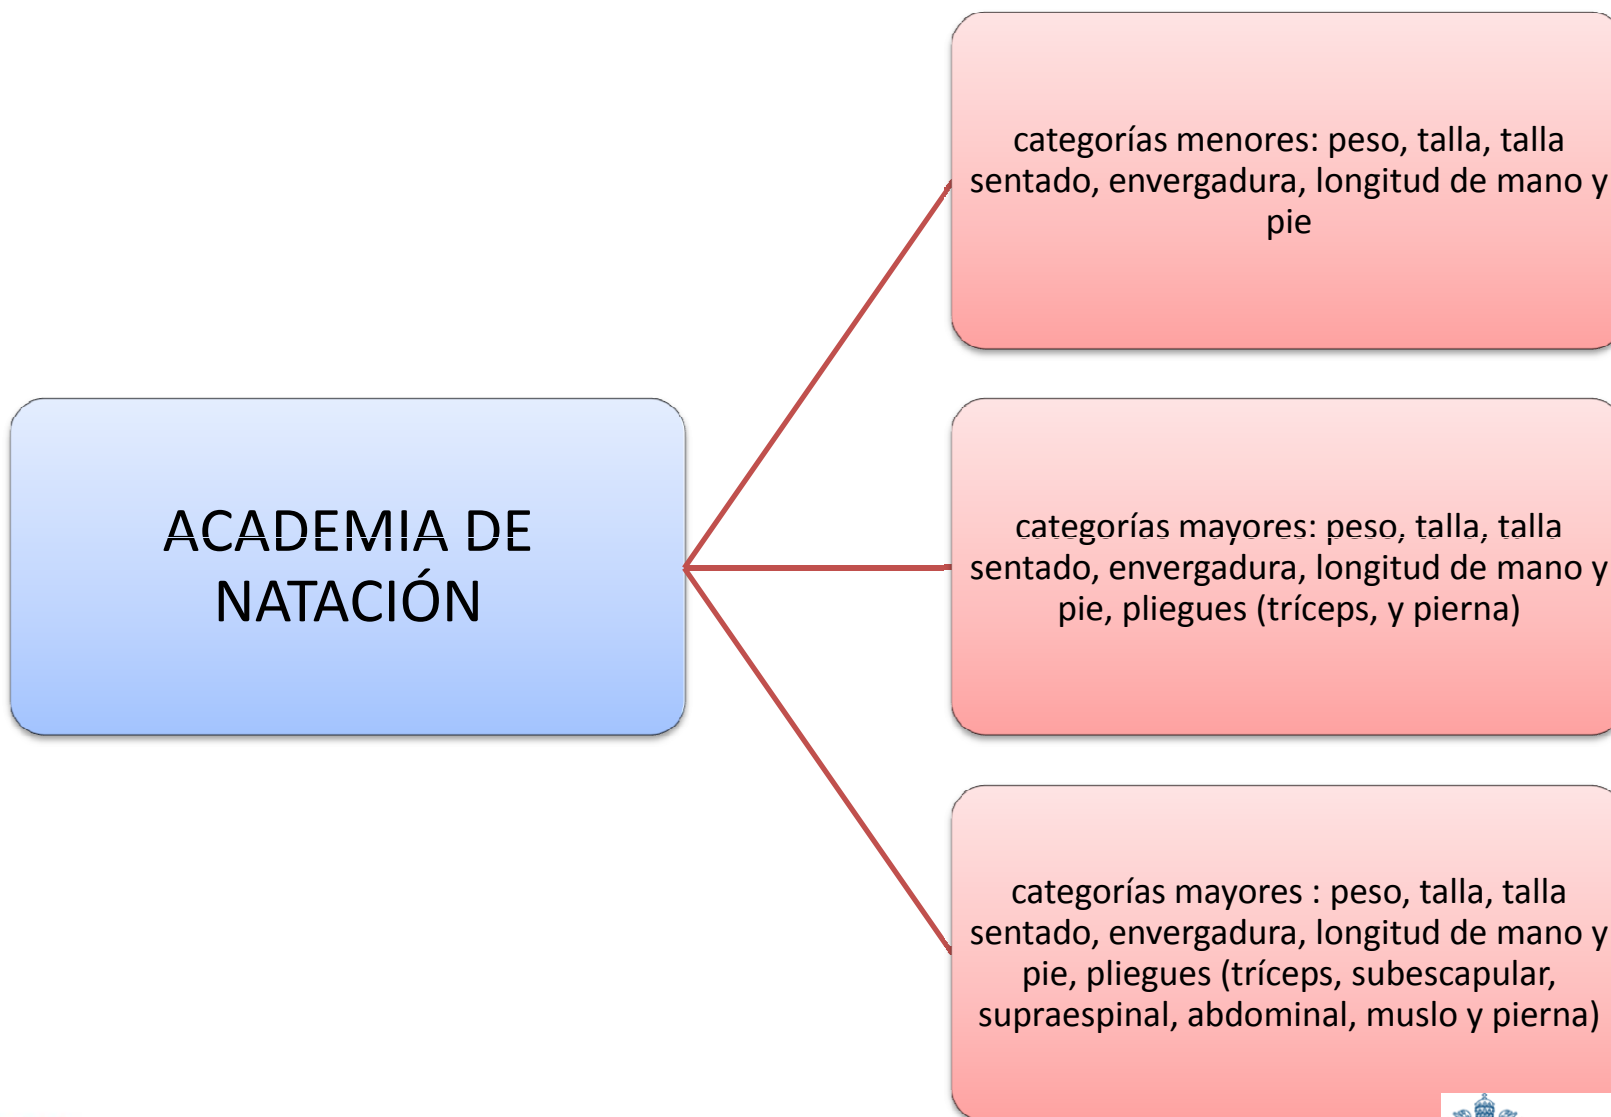 categorías menores: peso, talla, talla
sentado, envergadura, longitud de mano y
pie
ACADEMIA DE
NATACIÓN
categorías mayores: peso, talla, talla
sentado, envergadura, longitud de mano y
pie, pliegues (tríceps, y pierna)
categorías mayores : peso, talla, talla
sentado, envergadura, longitud de mano y
pie, pliegues (tríceps, subescapular,
supraespinal, abdominal, muslo y pierna)